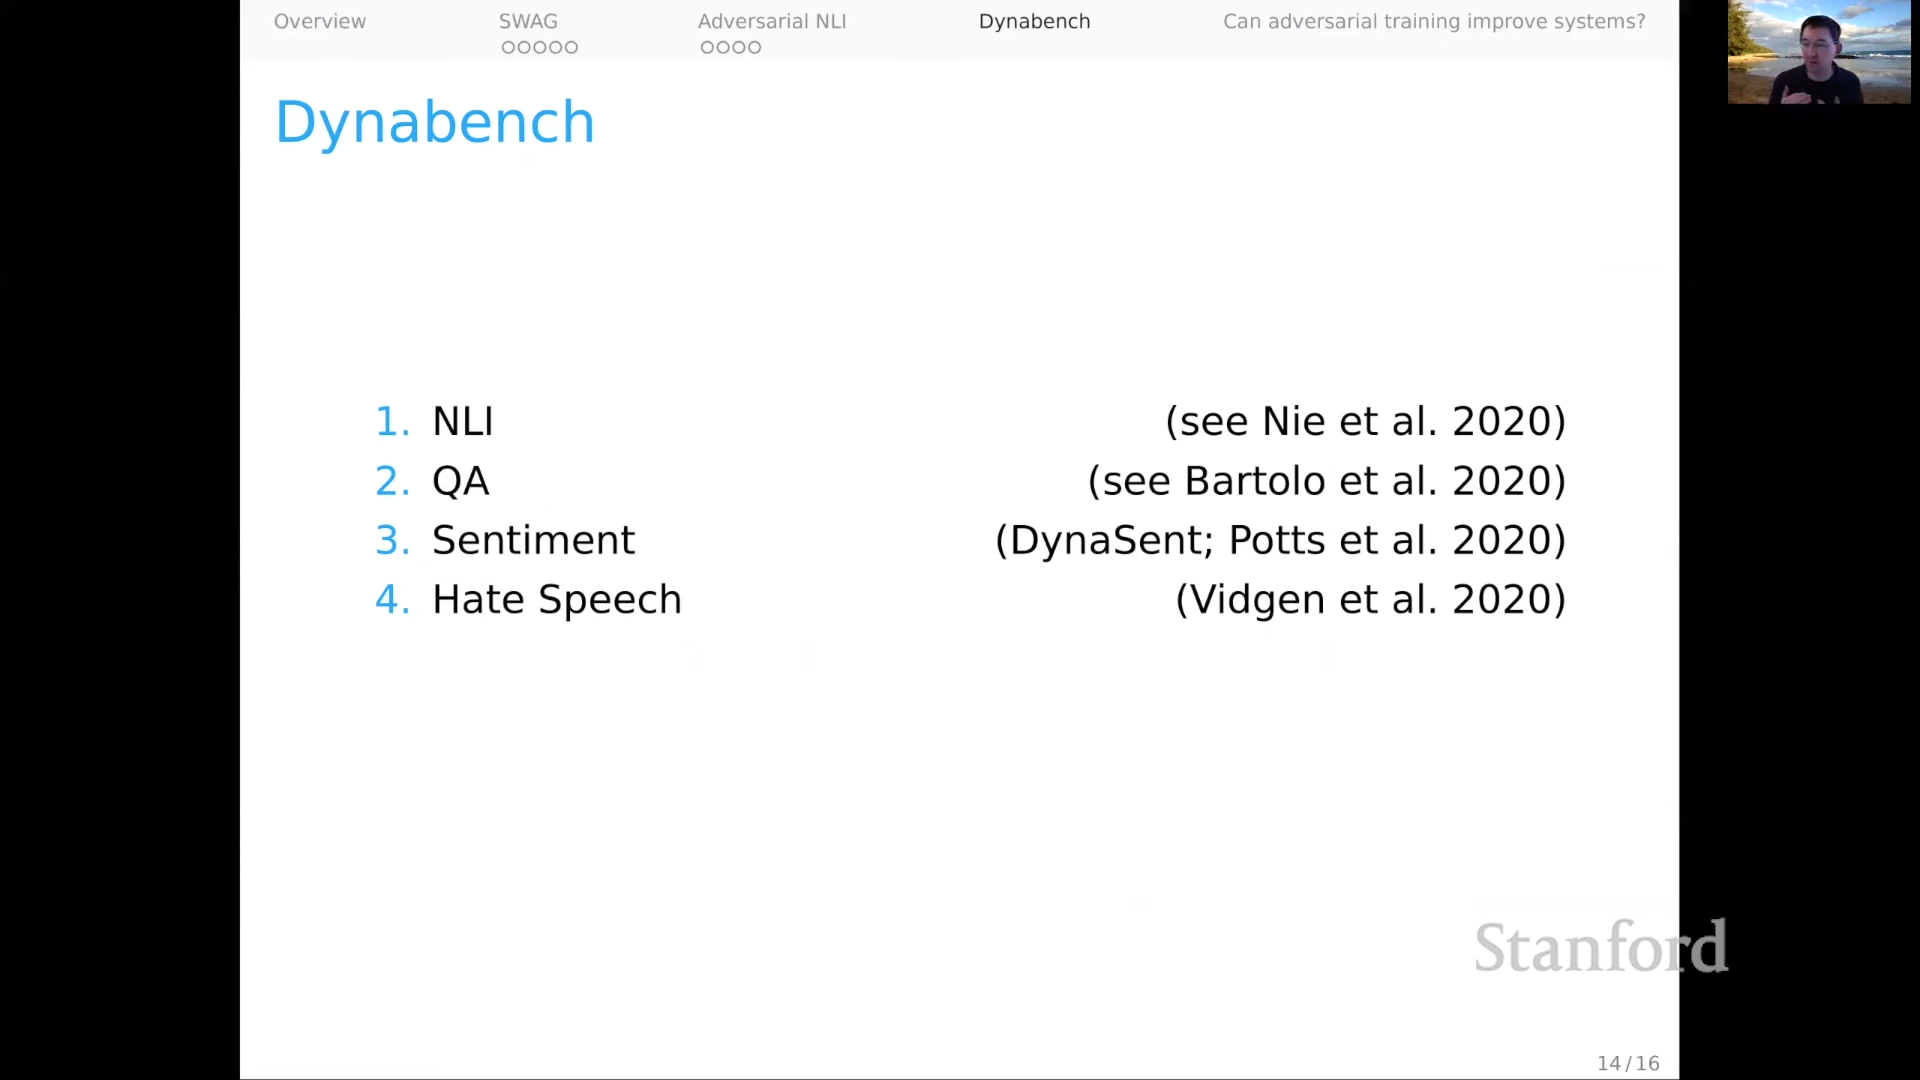 Overview SWAG Adversarial NLI Dynabench Can adversarial training improve systems?
Dynabench
1. NLI (see Nie et al. 2020)
2. QA (see Bartolo et al. 2020)
3. Sentiment (DynaSent; Potts et al. 2020)
4. Hate Speech (Vidgen et al. 2020)
Stanford
14/16